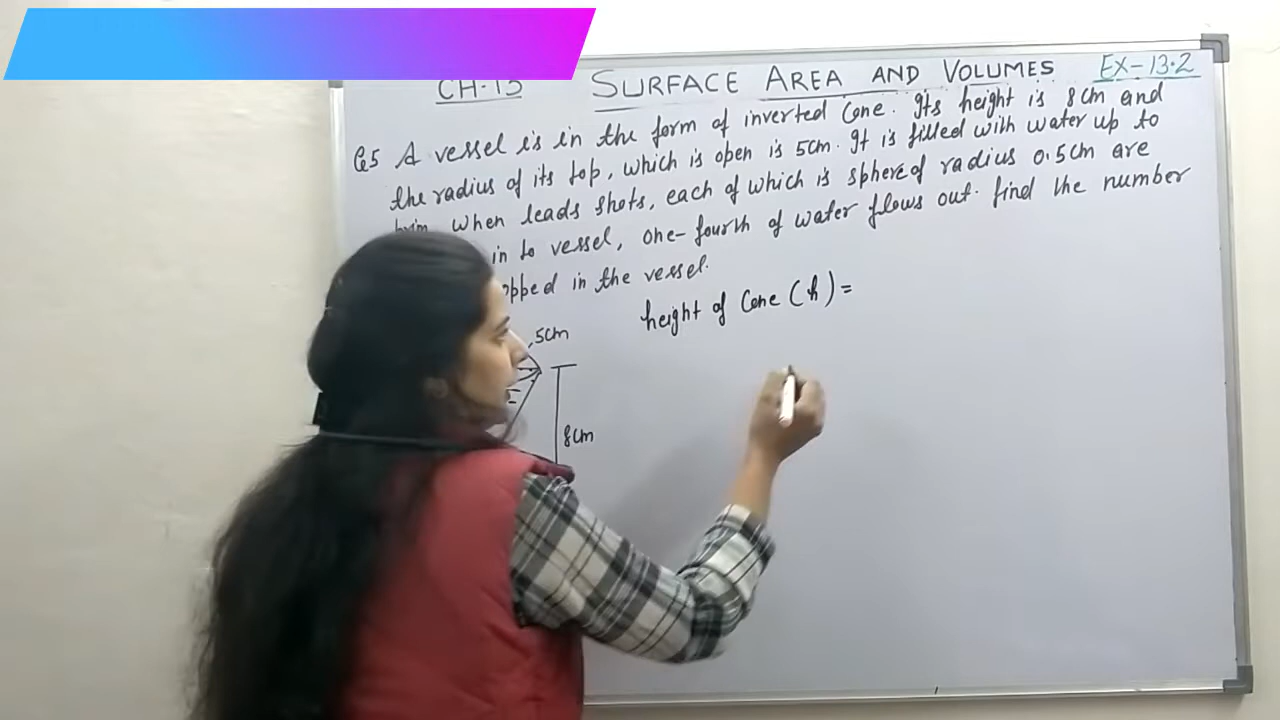 CH-13 SURFACE AREA AND VOLUMES EX-13.2
Q5 A vessel is in the form of inverted Cone. Its height is 8cm and
the radius of its top, which is open is 5cm. It is filled with water up to
brim when leads shots, each of which is sphere of radius 0.5cm are
in to vessel, one-fourth of water flows out. find the number
in the vessel.
height of Cone (h) =
5cm
8cm